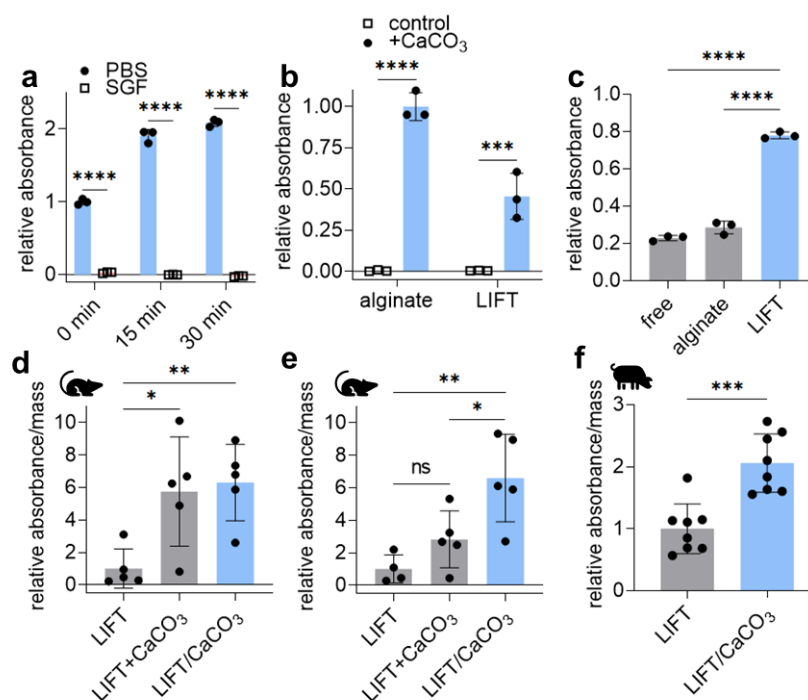 a
● PBS
□ SGF
relative absorbance
2
1
0
****
****
****
0 min
15 min
30 min
b
□ control
● +CaCO₃
relative absorbance
1.00
0.75
0.50
0.25
0.00
****
***
alginate
LIFT
c
relative absorbance
1.0
0.8
0.6
0.4
0.2
0.0
****
****
free
alginate
LIFT
d
relative absorbance/mass
10
8
6
4
2
0
**
*
LIFT
LIFT+CaCO₃
LIFT/CaCO₃
e
relative absorbance/mass
10
8
6
4
2
0
**
*
ns
LIFT
LIFT+CaCO₃
LIFT/CaCO₃
f
relative absorbance/mass
3
2
1
0
***
LIFT
LIFT/CaCO₃